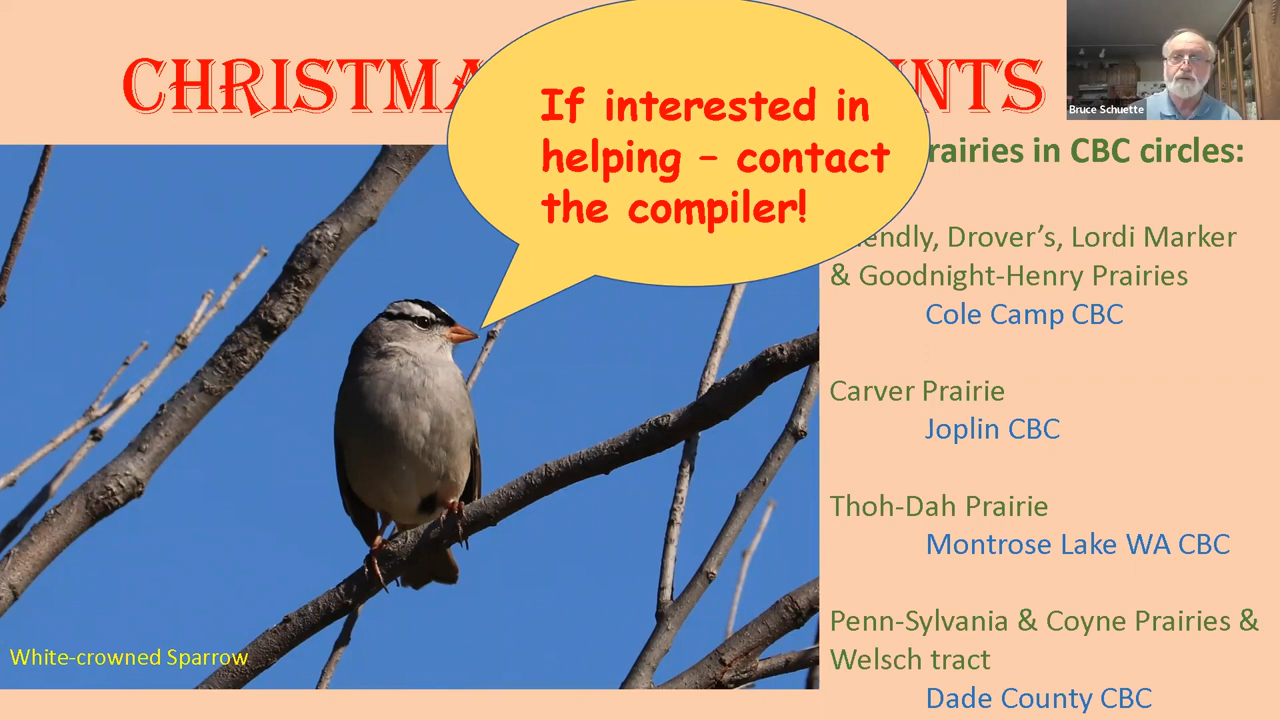 CHRISTMA
NTS
If interested in
helping – contact
the compiler!
Bruce Schuette
rairies in CBC circles:
endly, Drover's, Lordi Marker
& Goodnight-Henry Prairies
Cole Camp CBC
Carver Prairie
Joplin CBC
Thoh-Dah Prairie
Montrose Lake WA CBC
Penn-Sylvania & Coyne Prairies &
Welsch tract
Dade County CBC
White-crowned Sparrow